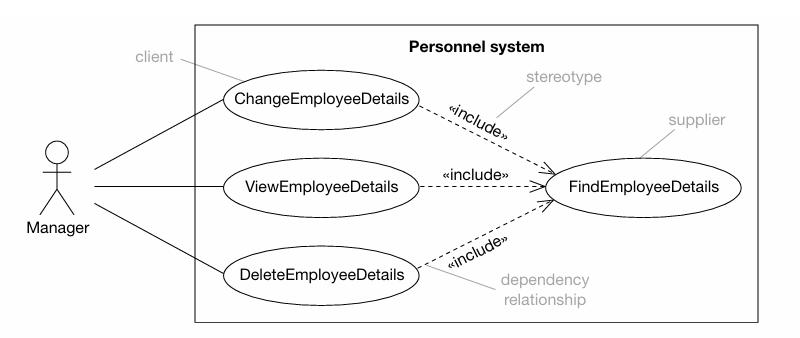 Personnel system
client
ChangeEmployeeDetails
«include»
stereotype
supplier
ViewEmployeeDetails
«include»
FindEmployeeDetails
Manager
DeleteEmployeeDetails
«include»
dependency
relationship